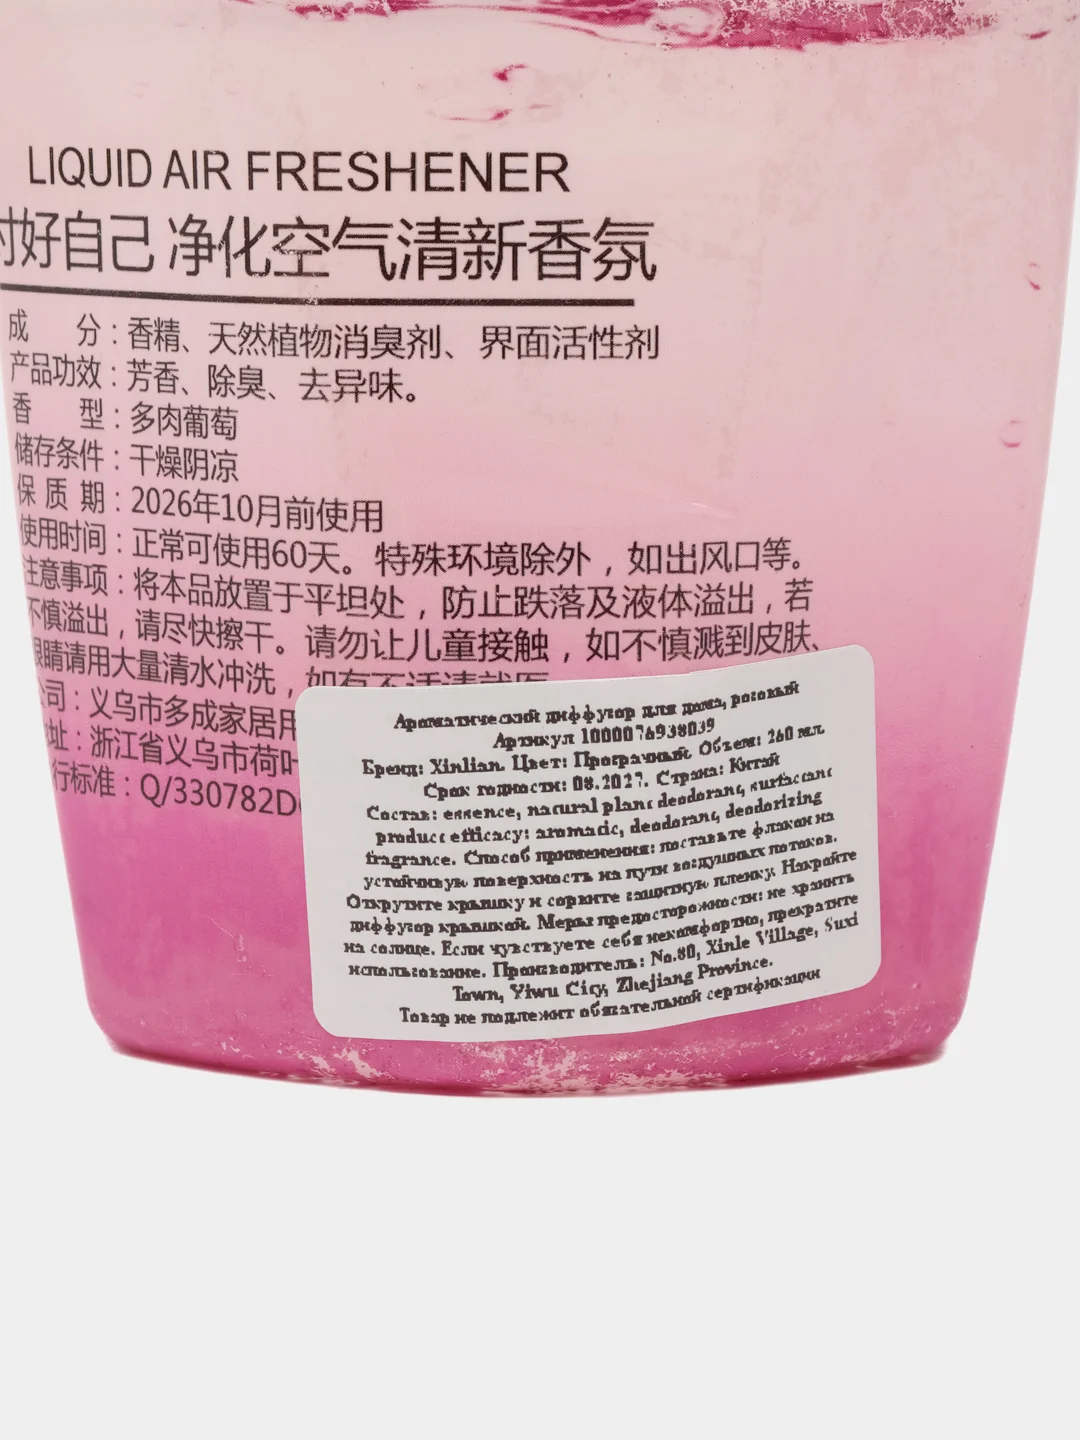 LIQUID AIR FRESHENER
对好自己 净化空气清新香氛
成 分：香精、天然植物消臭剂、界面活性剂
产品功效：芳香、除臭、去异味。
香 型：多肉葡萄
储存条件：干燥阴凉
保 质 期：2026年10月前使用
使用时间：正常可使用60天。特殊环境除外，如出风口等。
注意事项：将本品放置于平坦处，防止跌落及液体溢出，若
不慎溢出，请尽快擦干。请勿让儿童接触，如不慎溅到皮肤、
眼睛请用大量清水冲洗，如有不适请就医
公司：义乌市多成家居用
址：浙江省义乌市荷叶
行标准：Q/330782D
Ароматический диффузор для дома, розовый
Артикул 1000076938039
Бренд: Xinlian. Цвет: Прозрачный. Объем: 260 мл.
Срок годности: 08.2027. Страна: Китай
Состав: essence, natural plant deodorant, surfactant
product efficacy: aromatic, deodorant, deodorizing
fragrance. Способ применения: поставьте флакон на
устойчивую поверхность на пути воздушных потоков.
Открутите крышку и сорвите защитную пленку. Накройте
диффузор крышкой. Меры предосторожности: не хранить
на солнце. Если чувствуете себя некомфортно, прекратите
использование. Производитель: No.80, Xinle Village, Suxi
Town, Yiwu City, Zhejiang Province.
Товар не подлежит обязательной сертификации